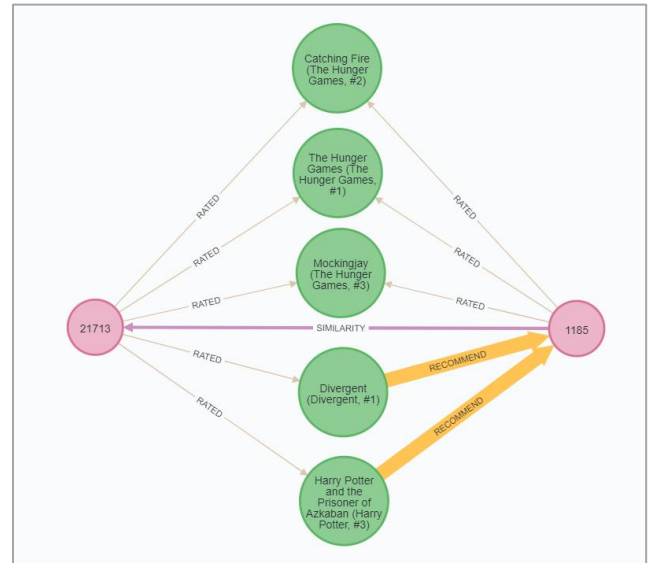 Catching Fire
(The Hunger
Games, #2)
RATED
RATED
The Hunger
Games (The
Hunger Games,
#1)
RATED
RATED
Mockingjay
(The Hunger
Games, #3)
RATED
RATED
21713
SIMILARITY
1185
RATED
Divergent
(Divergent, #1)
RECOMMEND
RATED
RECOMMEND
Harry Potter
and the
Prisoner of
Azkaban (Harry
Potter, #3)